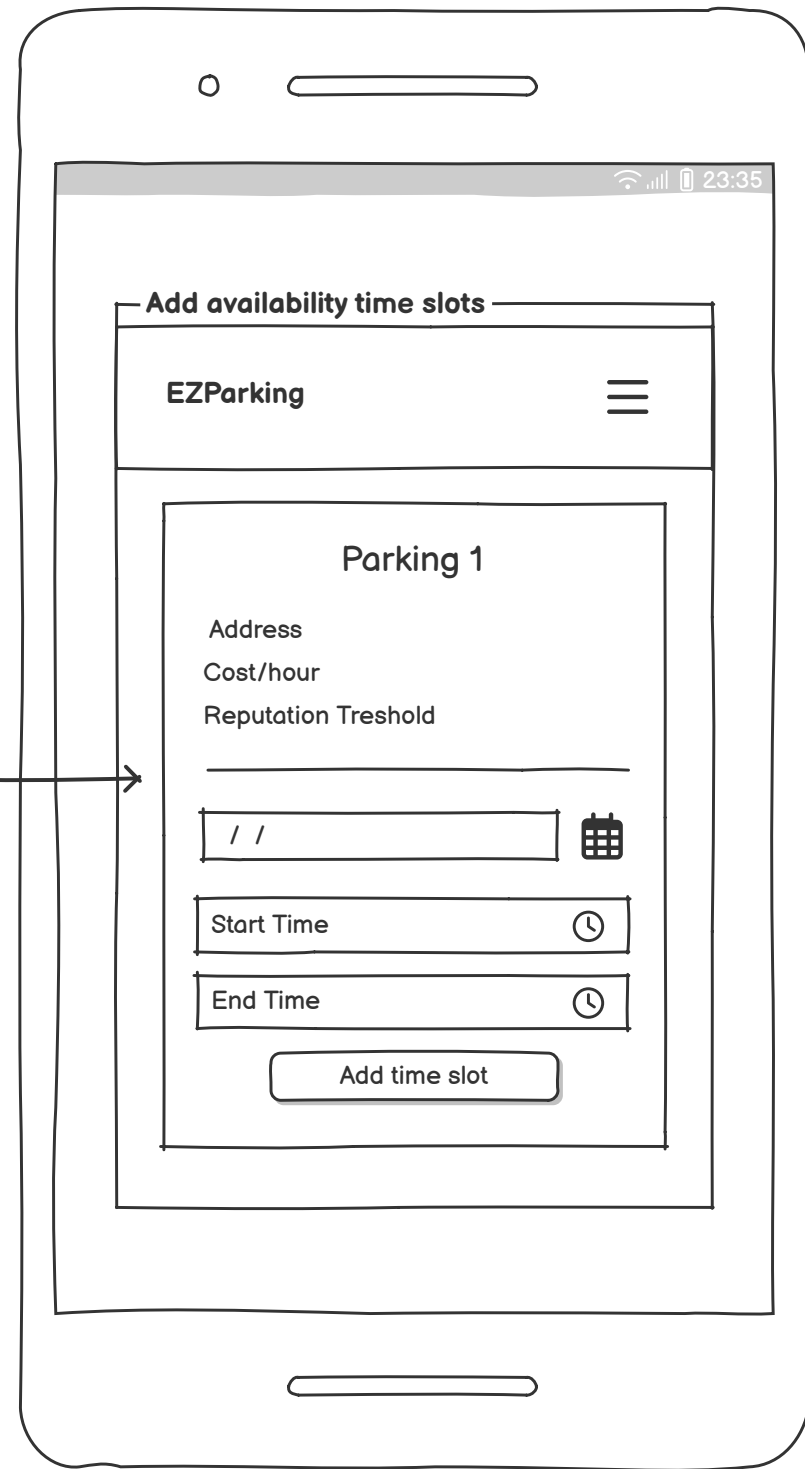 23:35
Add availability time slots
EZParking
Parking 1
Address
Cost/hour
Reputation Treshold
/ /
Start Time
End Time
Add time slot